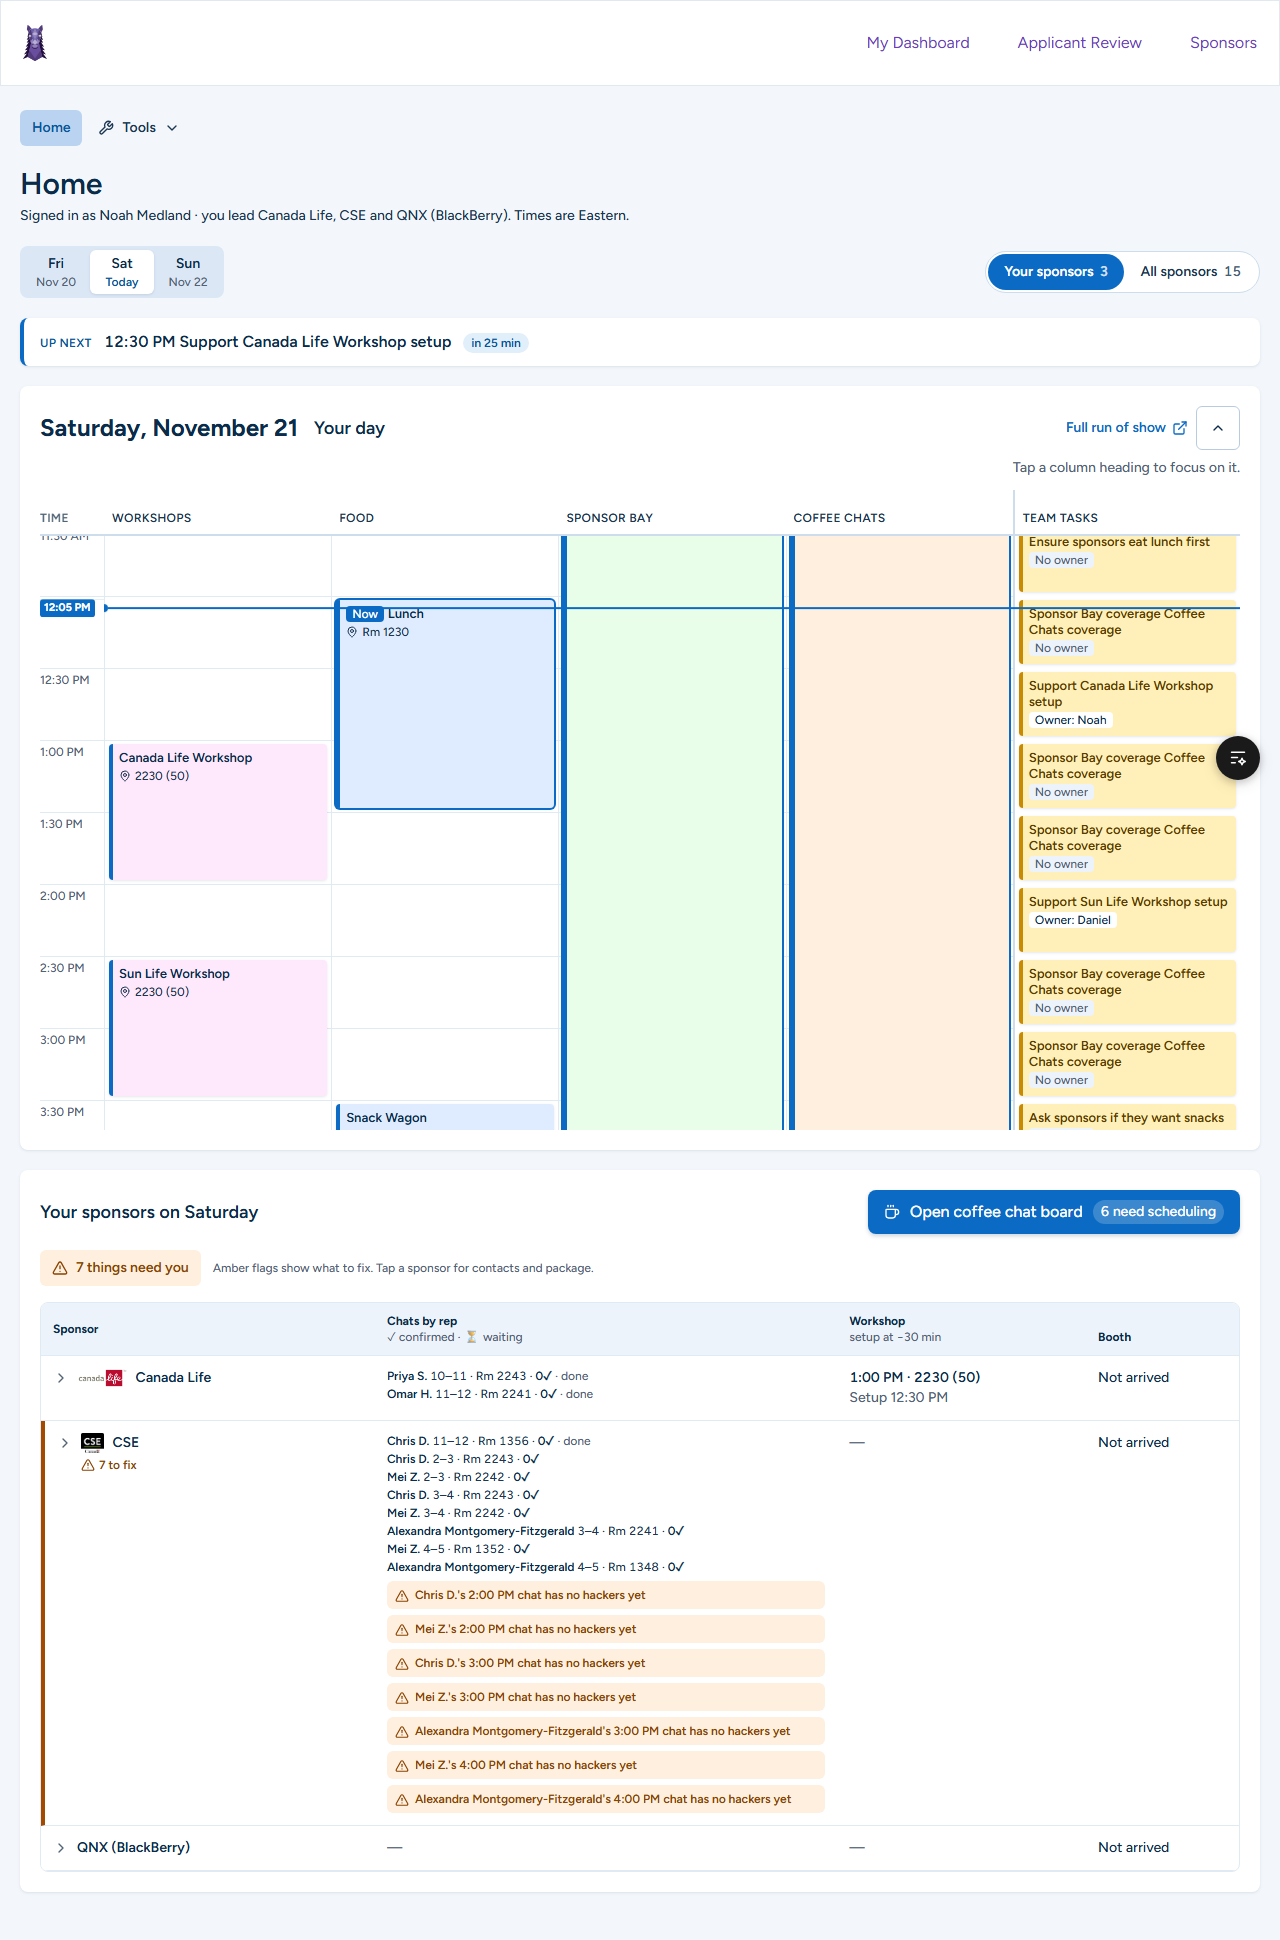 My Dashboard
Applicant Review
Sponsors
Home
Tools
Home
Signed in as Noah Medland · you lead Canada Life, CSE and QNX (BlackBerry). Times are Eastern.
Fri
Nov 20
Sat
Today
Sun
Nov 22
Your sponsors 3
All sponsors 15
UP NEXT 12:30 PM Support Canada Life Workshop setup in 25 min
Saturday, November 21 Your day
Full run of show
Tap a column heading to focus on it.
TIME
WORKSHOPS
FOOD
SPONSOR BAY
COFFEE CHATS
TEAM TASKS
11:30 AM
Ensure sponsors eat lunch first
No owner
12:05 PM
Now Lunch
Rm 1230
Sponsor Bay coverage Coffee
Chats coverage
No owner
12:30 PM
Support Canada Life Workshop
setup
Owner: Noah
1:00 PM
Canada Life Workshop
2230 (50)
Sponsor Bay coverage Coffee
Chats coverage
No owner
1:30 PM
Sponsor Bay coverage Coffee
Chats coverage
No owner
2:00 PM
Support Sun Life Workshop setup
Owner: Daniel
2:30 PM
Sun Life Workshop
2230 (50)
Sponsor Bay coverage Coffee
Chats coverage
No owner
3:00 PM
Sponsor Bay coverage Coffee
Chats coverage
No owner
3:30 PM
Snack Wagon
Ask sponsors if they want snacks
Your sponsors on Saturday
Open coffee chat board 6 need scheduling
7 things need you
Amber flags show what to fix. Tap a sponsor for contacts and package.
Sponsor
Chats by rep
✓ confirmed · ⏳ waiting
Workshop
setup at −30 min
Booth
canada life
Canada Life
Priya S. 10–11 · Rm 2243 · 0✓ · done
Omar H. 11–12 · Rm 2241 · 0✓ · done
1:00 PM · 2230 (50)
Setup 12:30 PM
Not arrived
CSE
CSE
7 to fix
Chris D. 11–12 · Rm 1356 · 0✓ · done
Chris D. 2–3 · Rm 2243 · 0✓
Mei Z. 2–3 · Rm 2242 · 0✓
Chris D. 3–4 · Rm 2243 · 0✓
Mei Z. 3–4 · Rm 2242 · 0✓
Alexandra Montgomery-Fitzgerald 3–4 · Rm 2241 · 0✓
Mei Z. 4–5 · Rm 1352 · 0✓
Alexandra Montgomery-Fitzgerald 4–5 · Rm 1348 · 0✓
Chris D.'s 2:00 PM chat has no hackers yet
Mei Z.'s 2:00 PM chat has no hackers yet
Chris D.'s 3:00 PM chat has no hackers yet
Mei Z.'s 3:00 PM chat has no hackers yet
Alexandra Montgomery-Fitzgerald's 3:00 PM chat has no hackers yet
Mei Z.'s 4:00 PM chat has no hackers yet
Alexandra Montgomery-Fitzgerald's 4:00 PM chat has no hackers yet
—
Not arrived
QNX (BlackBerry)
—
—
Not arrived